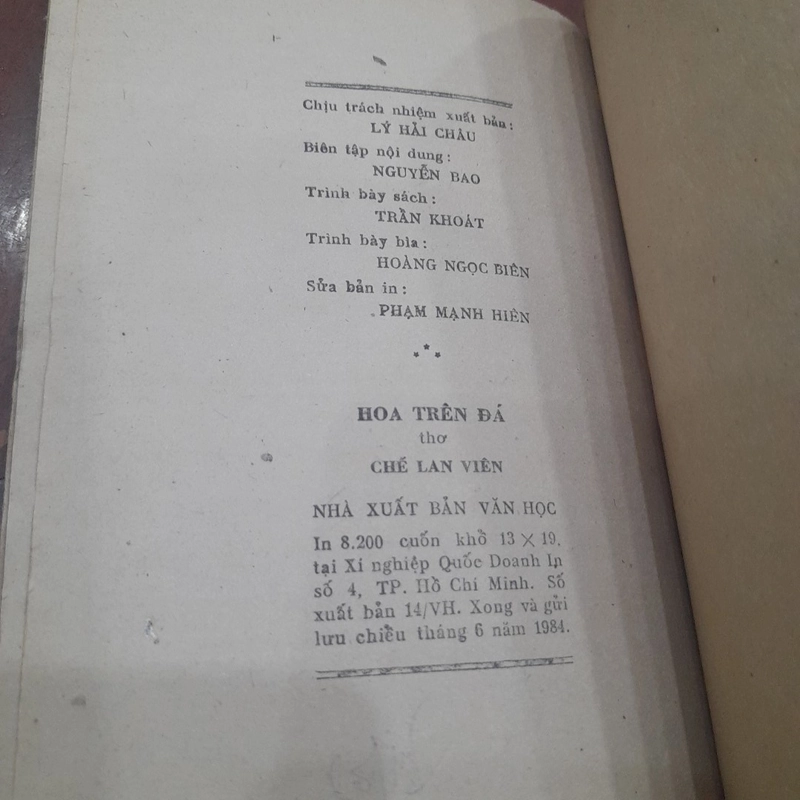 Chịu trách nhiệm xuất bản:
LÝ HẢI CHÂU
Biên tập nội dung:
NGUYỄN BAO
Trình bày sách:
TRẦN KHOÁT
Trình bày bìa:
HOÀNG NGỌC BIÊN
Sửa bản in:
PHẠM MẠNH HIÊN
***
HOA TRÊN ĐÁ
thơ
CHẾ LAN VIÊN
NHÀ XUẤT BẢN VĂN HỌC
In 8.200 cuốn khổ 13 × 19,
tại Xí nghiệp Quốc Doanh In
số 4, TP. Hồ Chí Minh. Số
xuất bản 14/VH. Xong và gửi
lưu chiểu tháng 6 năm 1984.